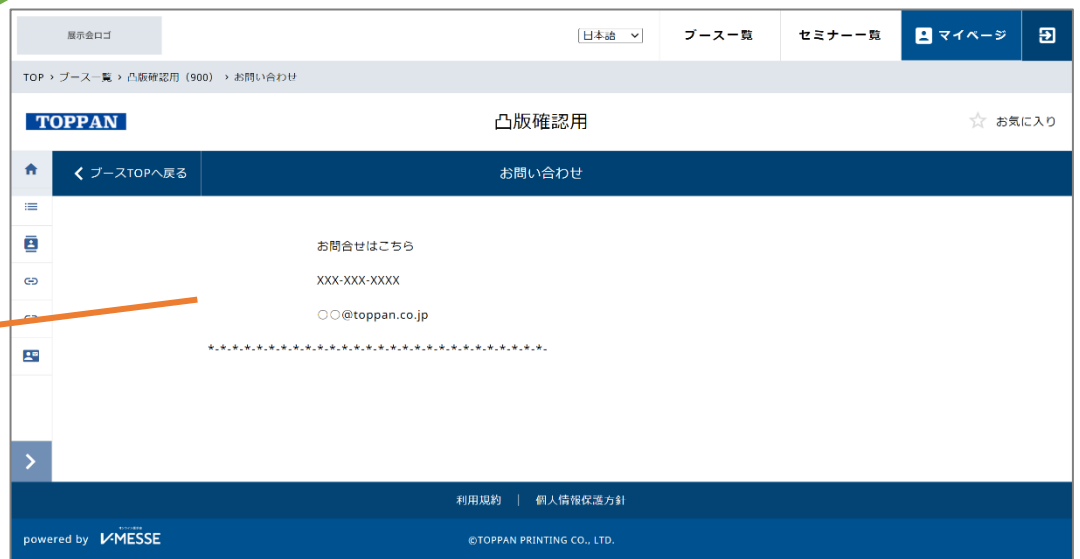 展示会ロゴ
日本語
ブース一覧
セミナー一覧
マイページ
TOP › ブース一覧 › 凸版確認用（900） › お問い合わせ
TOPPAN
凸版確認用
☆ お気に入り
ブースTOPへ戻る
お問い合わせ
お問合せはこちら
XXX-XXX-XXXX
〇〇@toppan.co.jp
*-*-*-*-*-*-*-*-*-*-*-*-*-*-*-*-*-*-*-*-*-*-*-*-*-*-*-*-
利用規約 | 個人情報保護方針
powered by V-MESSE
©TOPPAN PRINTING CO., LTD.